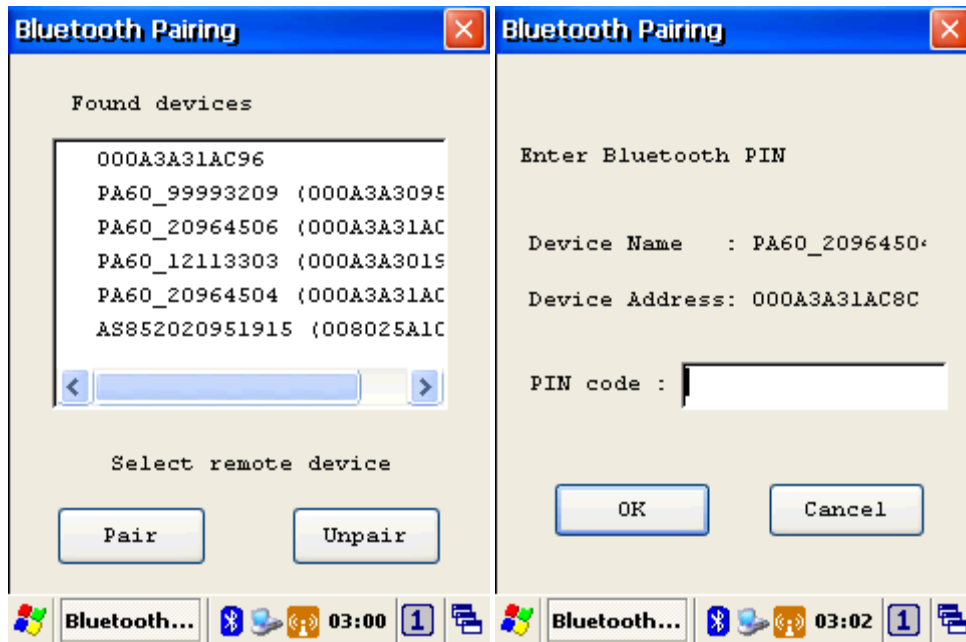 Bluetooth Pairing
Found devices
000A3A31AC96
PA60_99993209 (000A3A3095
PA60_20964506 (000A3A31AC
PA60_12113303 (000A3A3019
PA60_20964504 (000A3A31AC
AS852020951915 (008025A1C
Select remote device
Pair Unpair
Bluetooth... 03:00 1
Bluetooth Pairing
Enter Bluetooth PIN
Device Name : PA60_20964504
Device Address: 000A3A31AC8C
PIN code :
OK Cancel
Bluetooth... 03:02 1